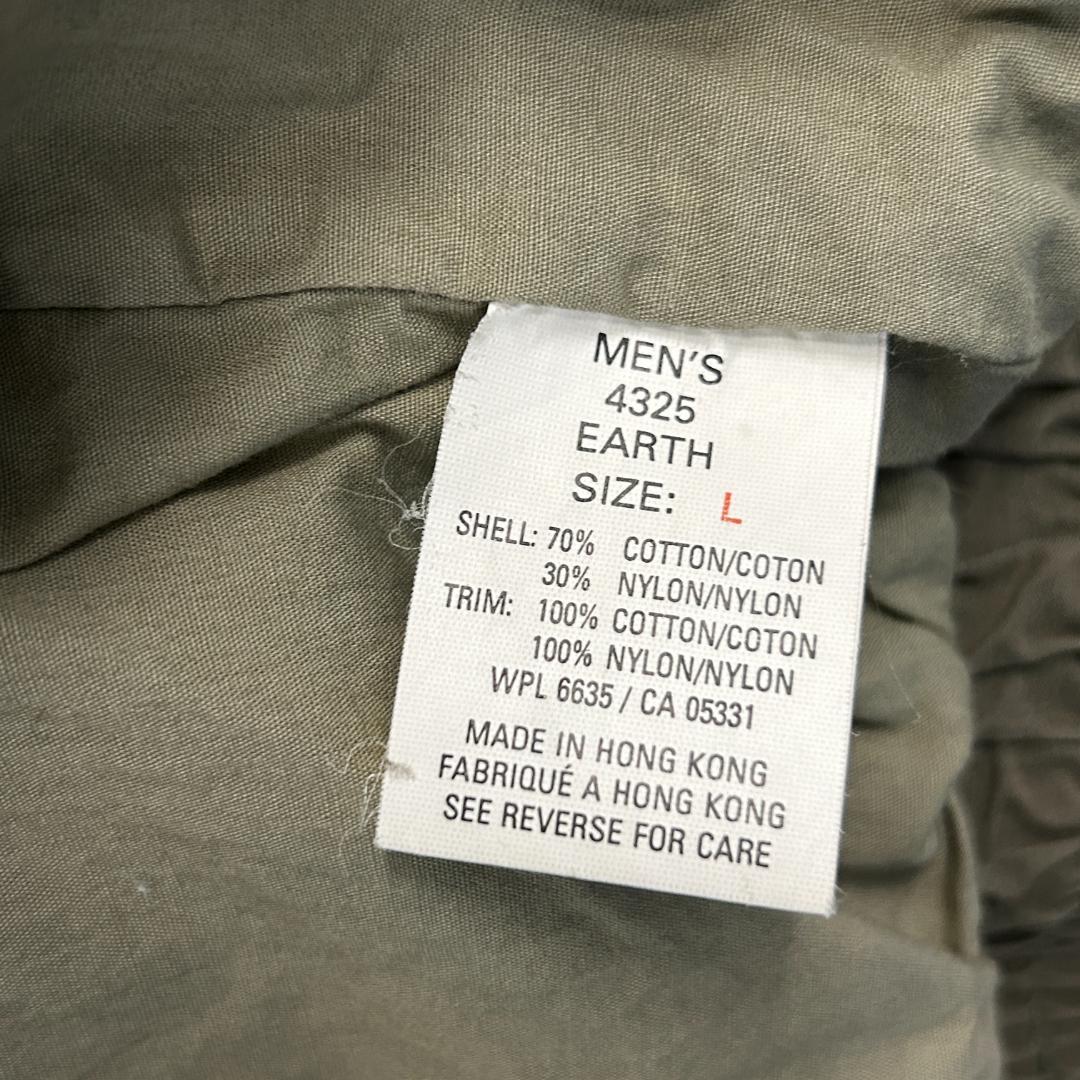 MEN'S
4325
EARTH
SIZE: L
SHELL: 70% COTTON/COTON
30% NYLON/NYLON
TRIM: 100% COTTON/COTON
100% NYLON/NYLON
WPL 6635 / CA 05331
MADE IN HONG KONG
FABRIQUÉ A HONG KONG
SEE REVERSE FOR CARE